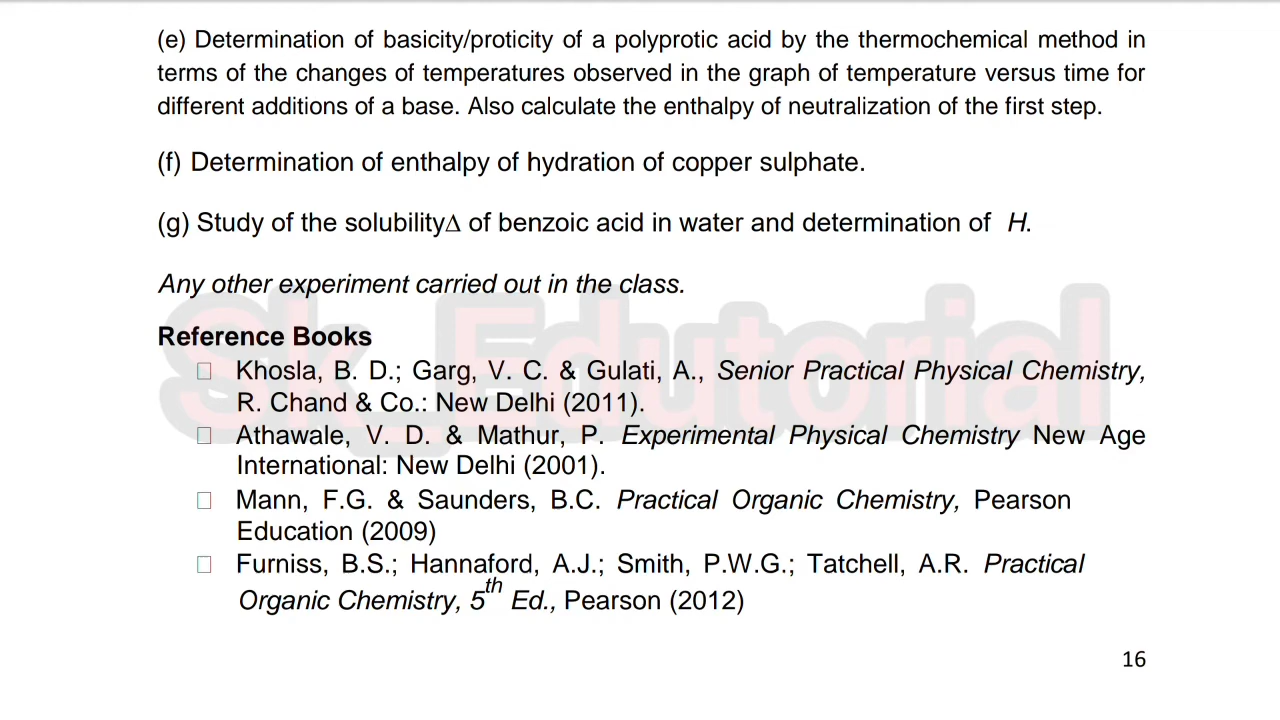 (e) Determination of basicity/proticity of a polyprotic acid by the thermochemical method in
terms of the changes of temperatures observed in the graph of temperature versus time for
different additions of a base. Also calculate the enthalpy of neutralization of the first step.
(f) Determination of enthalpy of hydration of copper sulphate.
(g) Study of the solubility∆ of benzoic acid in water and determination of H.
Any other experiment carried out in the class.
Sk_Edutorial
Reference Books
Khosla, B. D.; Garg, V. C. & Gulati, A., Senior Practical Physical Chemistry,
R. Chand & Co.: New Delhi (2011).
Athawale, V. D. & Mathur, P. Experimental Physical Chemistry New Age
International: New Delhi (2001).
Mann, F.G. & Saunders, B.C. Practical Organic Chemistry, Pearson
Education (2009)
Furniss, B.S.; Hannaford, A.J.; Smith, P.W.G.; Tatchell, A.R. Practical
Organic Chemistry, 5th Ed., Pearson (2012)
16